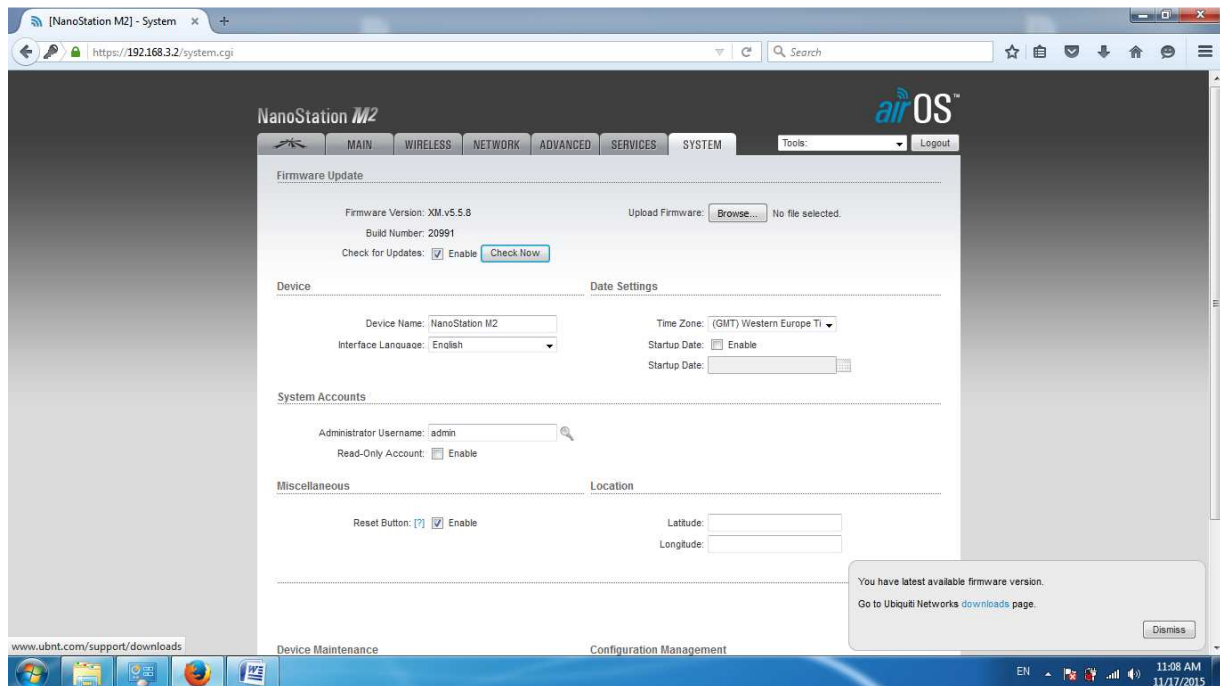 [NanoStation M2] - System
https://192.168.3.2/system.cgi
Search
NanoStation M2
airOS™
MAIN WIRELESS NETWORK ADVANCED SERVICES SYSTEM Tools: Logout
Firmware Update
Firmware Version: XM.v5.5.8 Upload Firmware: Browse... No file selected.
Build Number: 20991
Check for Updates: Enable Check Now
Device Date Settings
Device Name: NanoStation M2 Time Zone: (GMT) Western Europe Ti
Interface Language: English Startup Date: Enable
Startup Date:
System Accounts
Administrator Username: admin
Read-Only Account: Enable
Miscellaneous Location
Reset Button: [?] Enable Latitude:
Longitude:
You have latest available firmware version.
Go to Ubiquiti Networks downloads page.
Dismiss
www.ubnt.com/support/downloads
Device Maintenance Configuration Management
EN 11:08 AM
11/17/2015